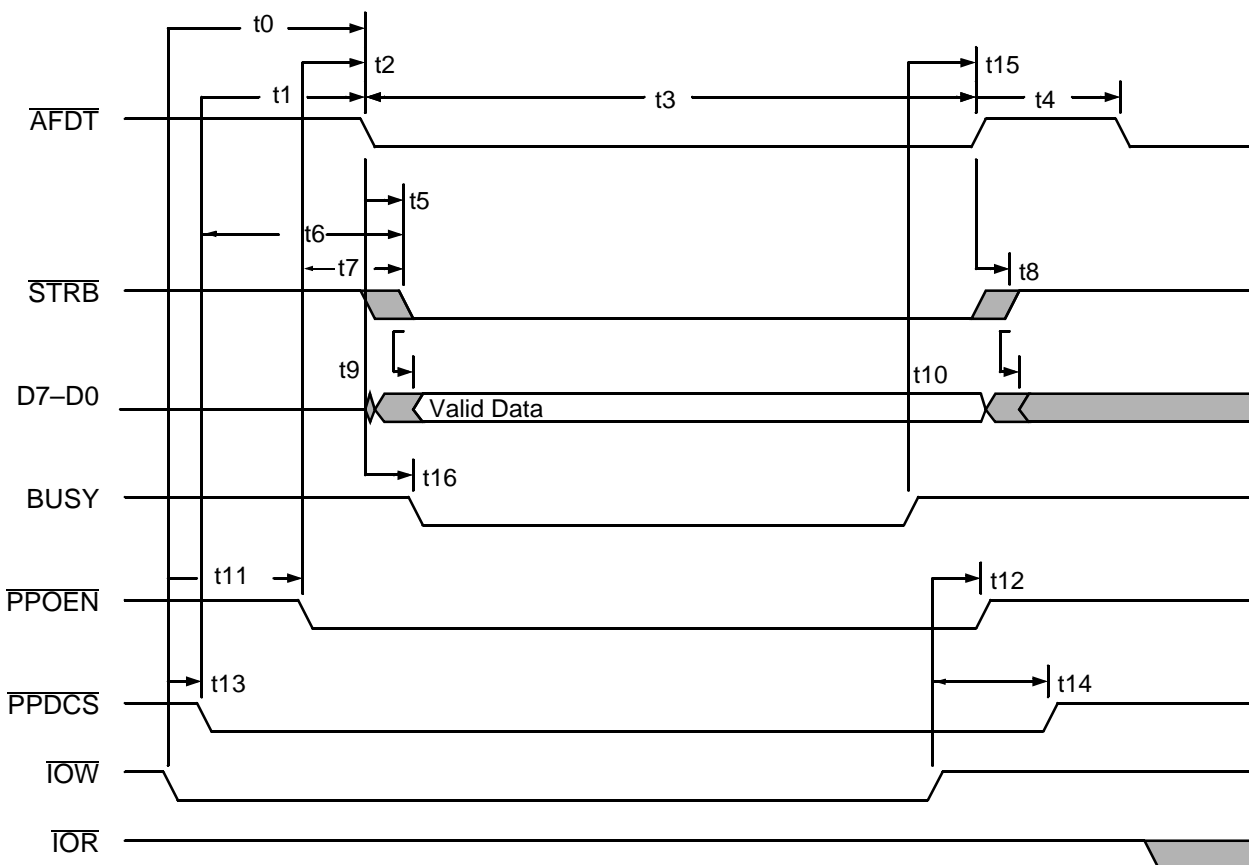 t0
t2
t15
t1
t3
t4
AFDT
t5
t6
t7
t8
STRB
t9
t10
D7–D0
Valid Data
t16
BUSY
t11
t12
PPOEN
t13
t14
PPDCS
IOW
IOR